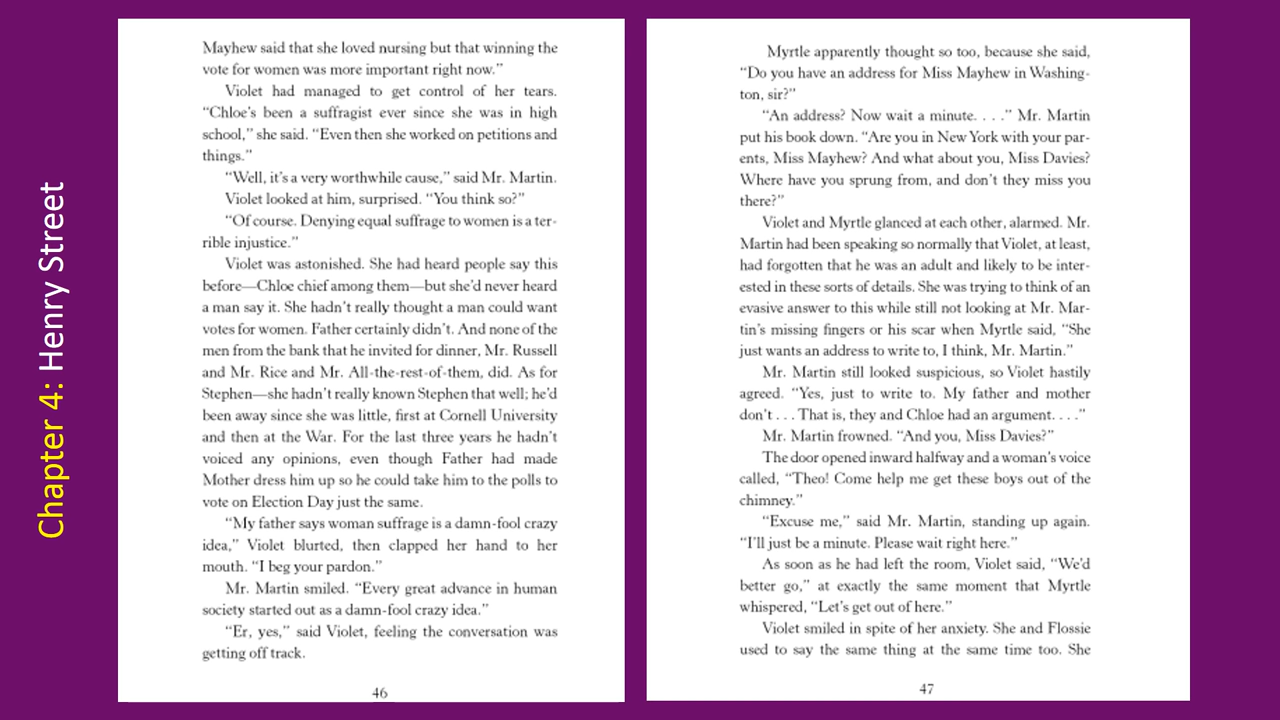 Chapter 4: Henry Street
Mayhew said that she loved nursing but that winning the
vote for women was more important right now.”
Violet had managed to get control of her tears.
“Chloe’s been a suffragist ever since she was in high
school,” she said. “Even then she worked on petitions and
things.”
“Well, it’s a very worthwhile cause,” said Mr. Martin.
Violet looked at him, surprised. “You think so?”
“Of course. Denying equal suffrage to women is a ter-
rible injustice.”
Violet was astonished. She had heard people say this
before—Chloe chief among them—but she’d never heard
a man say it. She hadn’t really thought a man could want
votes for women. Father certainly didn’t. And none of the
men from the bank that he invited for dinner, Mr. Russell
and Mr. Rice and Mr. All-the-rest-of-them, did. As for
Stephen—she hadn’t really known Stephen that well; he’d
been away since she was little, first at Cornell University
and then at the War. For the last three years he hadn’t
voiced any opinions, even though Father had made
Mother dress him up so he could take him to the polls to
vote on Election Day just the same.
“My father says woman suffrage is a damn-fool crazy
idea,” Violet blurted, then clapped her hand to her
mouth. “I beg your pardon.”
Mr. Martin smiled. “Every great advance in human
society started out as a damn-fool crazy idea.”
“Er, yes,” said Violet, feeling the conversation was
getting off track.
46
Myrtle apparently thought so too, because she said,
“Do you have an address for Miss Mayhew in Washing-
ton, sir?”
“An address? Now wait a minute. . . .” Mr. Martin
put his book down. “Are you in New York with your par-
ents, Miss Mayhew? And what about you, Miss Davies?
Where have you sprung from, and don’t they miss you
there?”
Violet and Myrtle glanced at each other, alarmed. Mr.
Martin had been speaking so normally that Violet, at least,
had forgotten that he was an adult and likely to be inter-
ested in these sorts of details. She was trying to think of an
evasive answer to this while still not looking at Mr. Mar-
tin’s missing fingers or his scar when Myrtle said, “She
just wants an address to write to, I think, Mr. Martin.”
Mr. Martin still looked suspicious, so Violet hastily
agreed. “Yes, just to write to. My father and mother
don’t . . . That is, they and Chloe had an argument. . . .”
Mr. Martin frowned. “And you, Miss Davies?”
The door opened inward halfway and a woman’s voice
called, “Theo! Come help me get these boys out of the
chimney.”
“Excuse me,” said Mr. Martin, standing up again.
“I’ll just be a minute. Please wait right here.”
As soon as he had left the room, Violet said, “We’d
better go,” at exactly the same moment that Myrtle
whispered, “Let’s get out of here.”
Violet smiled in spite of her anxiety. She and Flossie
used to say the same thing at the same time too. She
47